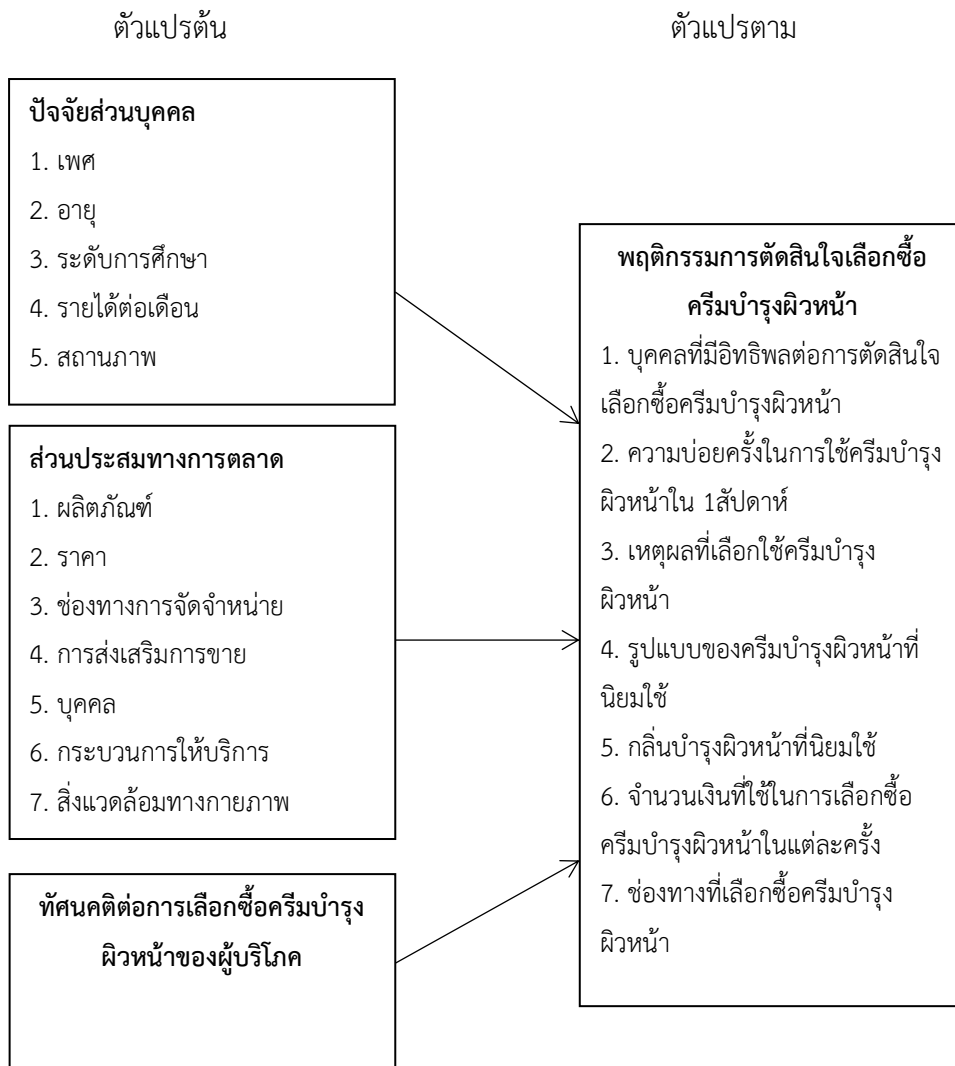 ตัวแปรต้น
ตัวแปรตาม
ปัจจัยส่วนบุคคล
1. เพศ
2. อายุ
3. ระดับการศึกษา
4. รายได้ต่อเดือน
5. สถานภาพ
ส่วนประสมทางการตลาด
1. ผลิตภัณฑ์
2. ราคา
3. ช่องทางการจัดจำหน่าย
4. การส่งเสริมการขาย
5. บุคคล
6. กระบวนการให้บริการ
7. สิ่งแวดล้อมทางกายภาพ
ทัศนคติต่อการเลือกซื้อครีมบำรุง
ผิวหน้าของผู้บริโภค
พฤติกรรมการตัดสินใจเลือกซื้อ
ครีมบำรุงผิวหน้า
1. บุคคลที่มีอิทธิพลต่อการตัดสินใจ
เลือกซื้อครีมบำรุงผิวหน้า
2. ความบ่อยครั้งในการใช้ครีมบำรุง
ผิวหน้าใน 1สัปดาห์
3. เหตุผลที่เลือกใช้ครีมบำรุง
ผิวหน้า
4. รูปแบบของครีมบำรุงผิวหน้าที่
นิยมใช้
5. กลิ่นบำรุงผิวหน้าที่นิยมใช้
6. จำนวนเงินที่ใช้ในการเลือกซื้อ
ครีมบำรุงผิวหน้าในแต่ละครั้ง
7. ช่องทางที่เลือกซื้อครีมบำรุง
ผิวหน้า